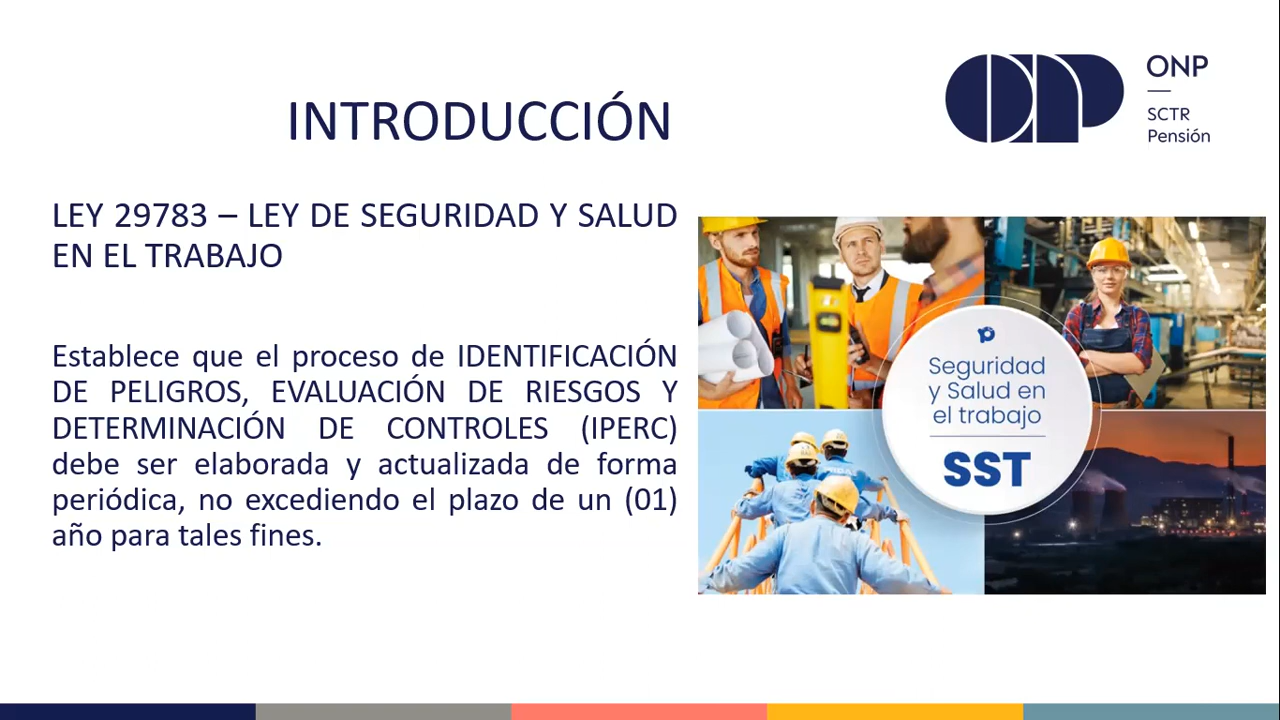 ONP
SCTR
Pensión
INTRODUCCIÓN
LEY 29783 – LEY DE SEGURIDAD Y SALUD
EN EL TRABAJO
Establece que el proceso de IDENTIFICACIÓN
DE PELIGROS, EVALUACIÓN DE RIESGOS Y
DETERMINACIÓN DE CONTROLES (IPERC)
debe ser elaborada y actualizada de forma
periódica, no excediendo el plazo de un (01)
año para tales fines.
Seguridad
y Salud en
el trabajo
SST